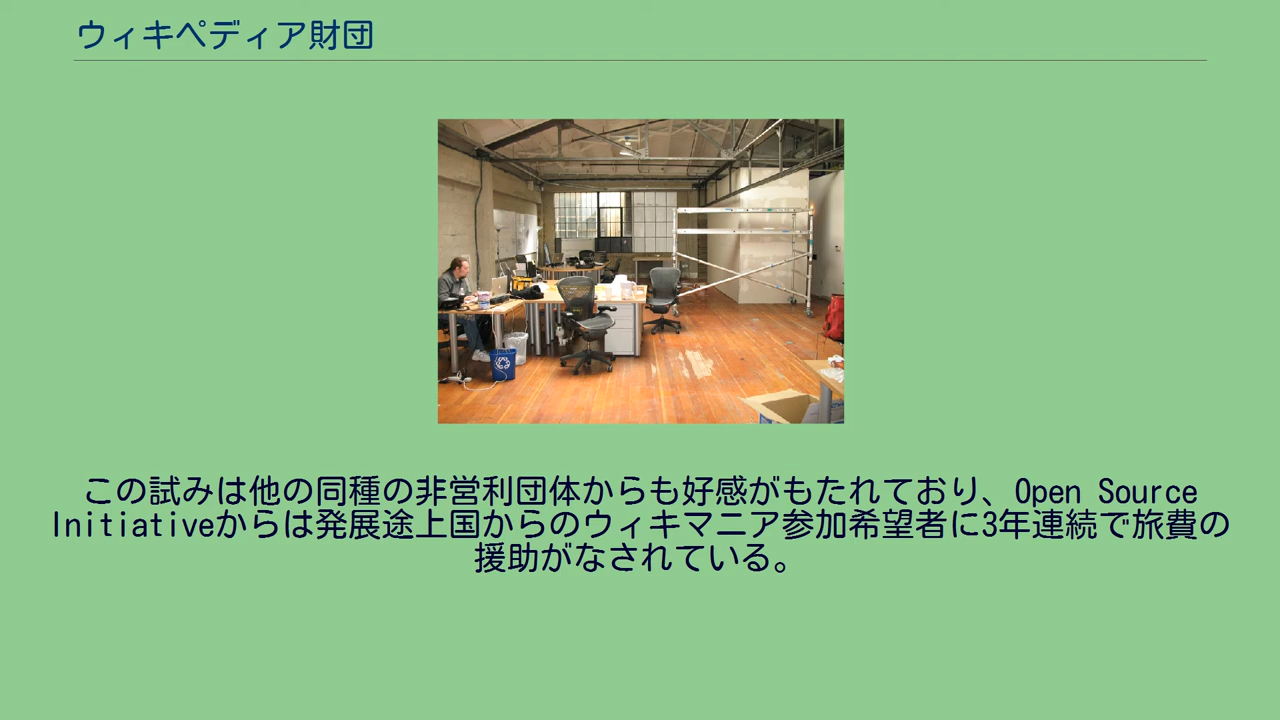 ウィキペディア財団
この試みは他の同種の非営利団体からも好感がもたれており、Open Source
Initiativeからは発展途上国からのウィキマニア参加希望者に3年連続で旅費の
援助がなされている。